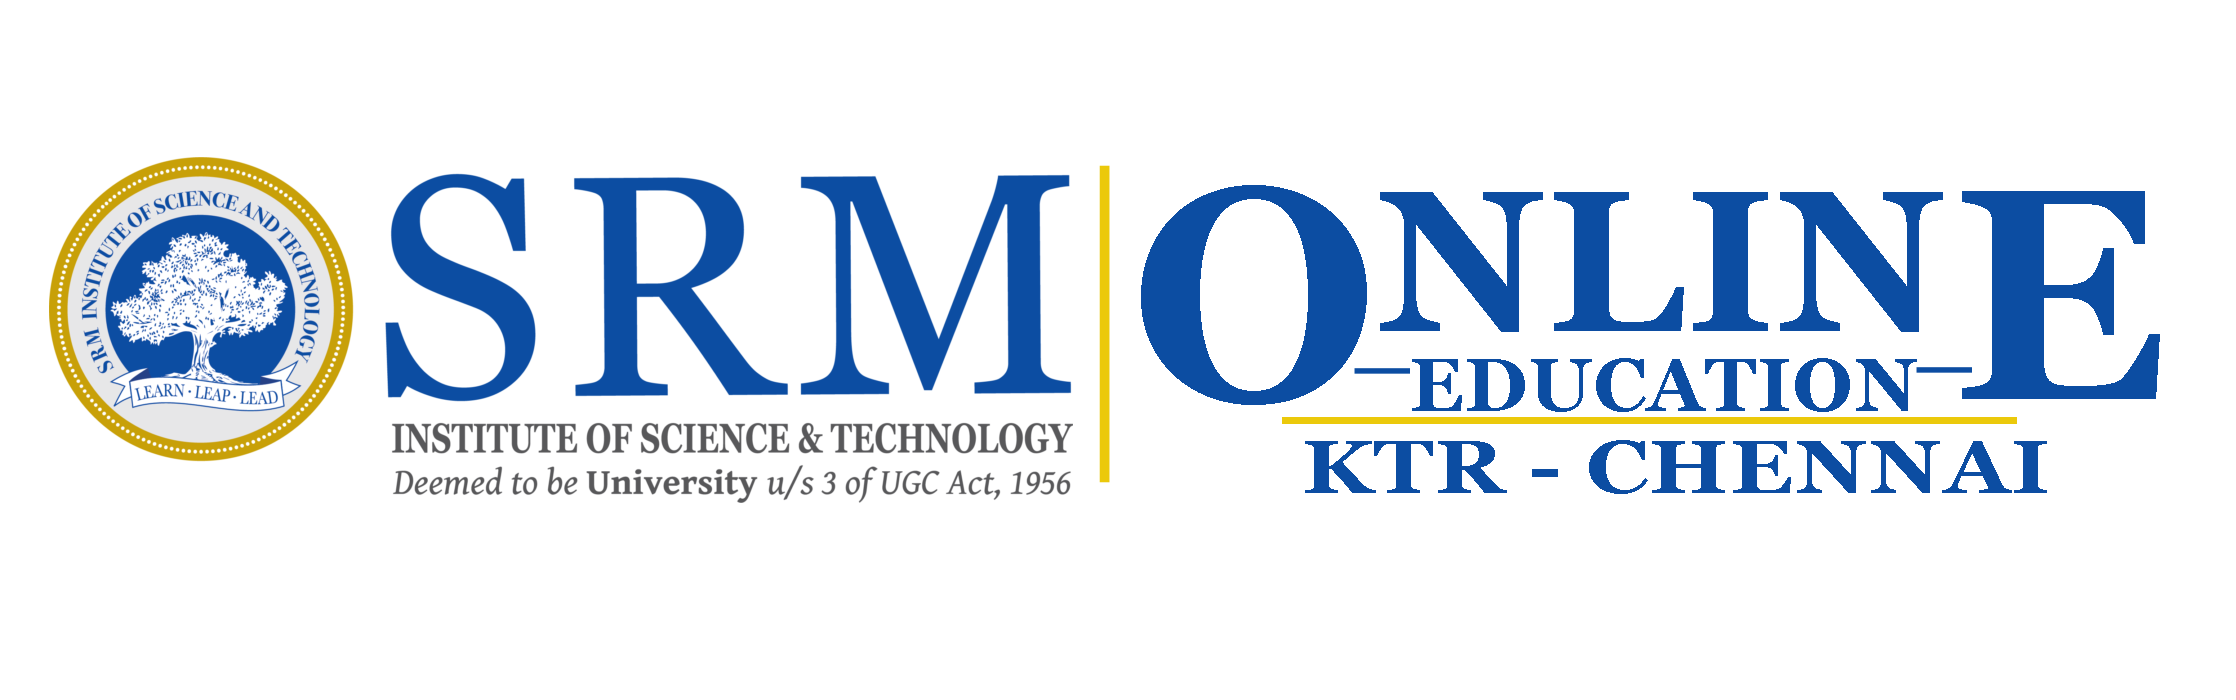 SRM INSTITUTE OF SCIENCE AND TECHNOLOGY
LEARN · LEAP · LEAD
SRM
INSTITUTE OF SCIENCE & TECHNOLOGY
Deemed to be University u/s 3 of UGC Act, 1956
ONLINE
EDUCATION
KTR - CHENNAI